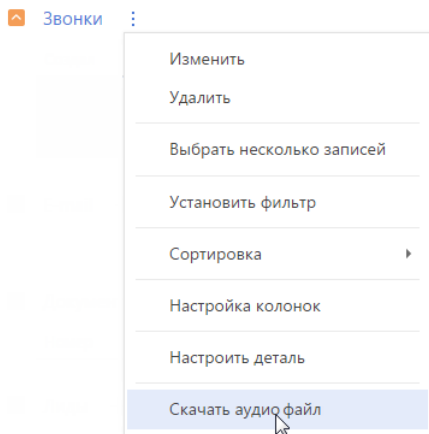 Звонки
Изменить
Удалить
Выбрать несколько записей
Установить фильтр
Сортировка
Настройка колонок
Настроить деталь
Скачать аудио файл